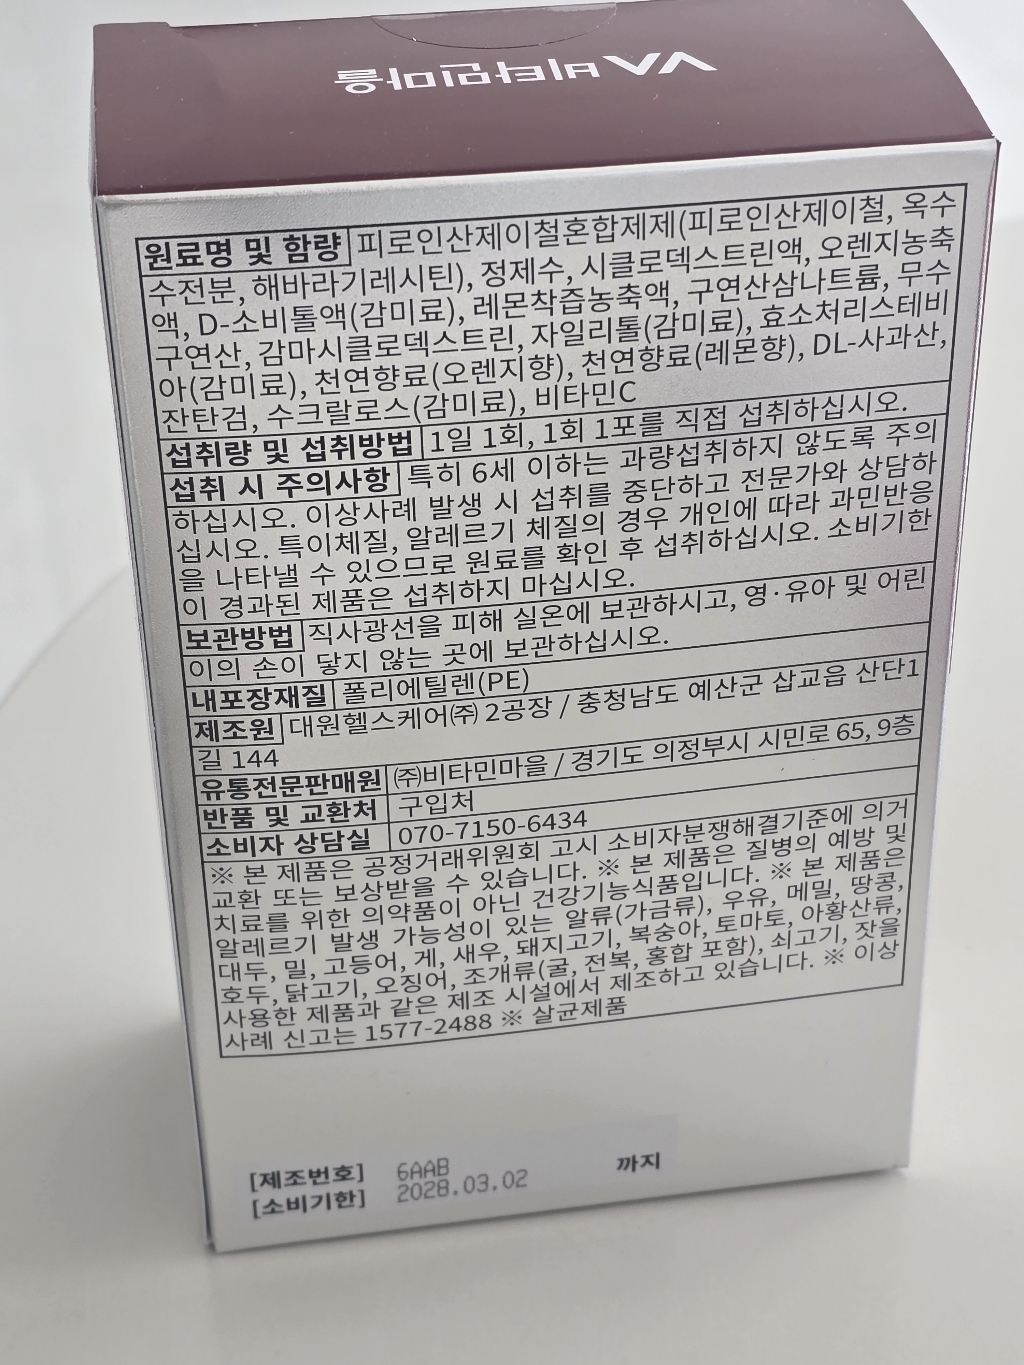 VA 비타민마을
원료명 및 함량 피로인산제이철혼합제제(피로인산제이철, 옥수
수전분, 해바라기레시틴), 정제수, 시클로덱스트린액, 오렌지농축
액, D-소비톨액(감미료), 레몬착즙농축액, 구연산삼나트륨, 무수
구연산, 감마시클로덱스트린, 자일리톨(감미료), 효소처리스테비
아(감미료), 천연향료(오렌지향), 천연향료(레몬향), DL-사과산,
잔탄검, 수크랄로스(감미료), 비타민C
섭취량 및 섭취방법 1일 1회, 1회 1포를 직접 섭취하십시오.
섭취 시 주의사항 특히 6세 이하는 과량섭취하지 않도록 주의
하십시오. 이상사례 발생 시 섭취를 중단하고 전문가와 상담하
십시오. 특이체질, 알레르기 체질의 경우 개인에 따라 과민반응
을 나타낼 수 있으므로 원료를 확인 후 섭취하십시오. 소비기한
이 경과된 제품은 섭취하지 마십시오.
보관방법 직사광선을 피해 실온에 보관하시고, 영·유아 및 어린
이의 손이 닿지 않는 곳에 보관하십시오.
내포장재질 폴리에틸렌(PE)
제조원 대원헬스케어㈜ 2공장 / 충청남도 예산군 삽교읍 산단1
길 144
유통전문판매원 ㈜비타민마을 / 경기도 의정부시 시민로 65, 9층
반품 및 교환처 구입처
소비자 상담실 070-7150-6434
※ 본 제품은 공정거래위원회 고시 소비자분쟁해결기준에 의거
교환 또는 보상받을 수 있습니다. ※ 본 제품은 질병의 예방 및
치료를 위한 의약품이 아닌 건강기능식품입니다. ※ 본 제품은
알레르기 발생 가능성이 있는 알류(가금류), 우유, 메밀, 땅콩,
대두, 밀, 고등어, 게, 새우, 돼지고기, 복숭아, 토마토, 아황산류,
호두, 닭고기, 오징어, 조개류(굴, 전복, 홍합 포함), 쇠고기, 잣을
사용한 제품과 같은 제조 시설에서 제조하고 있습니다. ※ 이상
사례 신고는 1577-2488 ※ 살균제품
[제조번호] 6AAB
[소비기한] 2028.03.02 까지